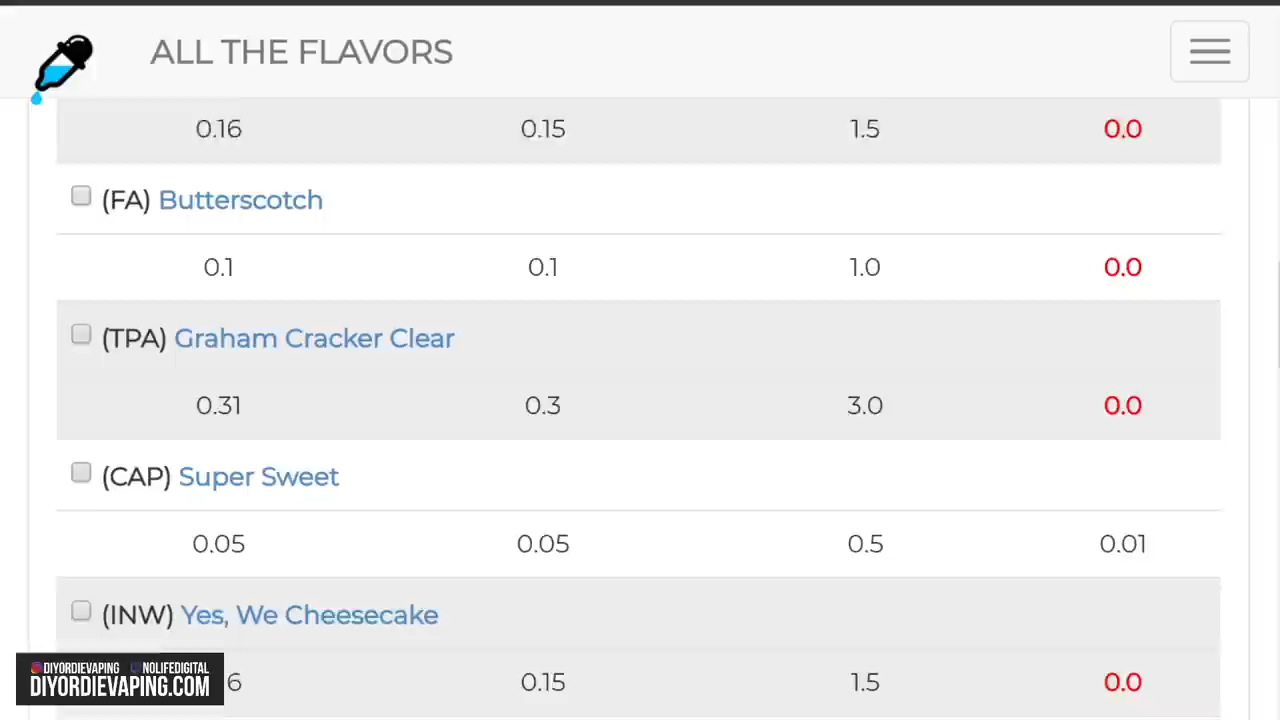 ALL THE FLAVORS
0.16 0.15 1.5 0.0
(FA) Butterscotch
0.1 0.1 1.0 0.0
(TPA) Graham Cracker Clear
0.31 0.3 3.0 0.0
(CAP) Super Sweet
0.05 0.05 0.5 0.01
(INW) Yes, We Cheesecake
6 0.15 1.5 0.0
DIYORDIEVAPING NOLIFEDIGITAL
DIYORDIEVAPING.COM